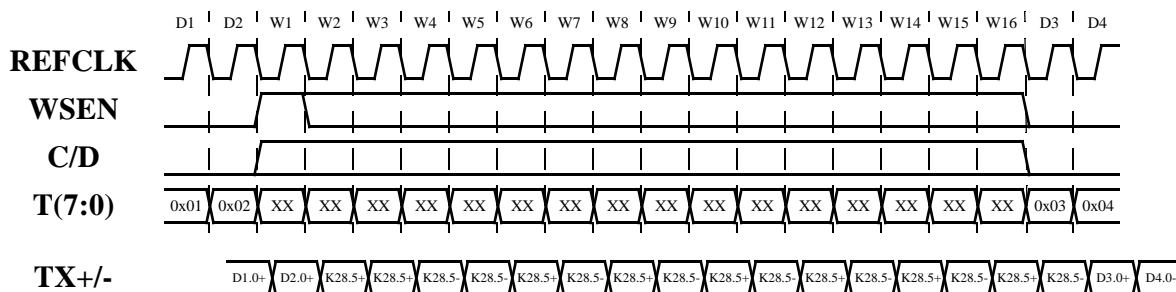 D1 D2 W1 W2 W3 W4 W5 W6 W7 W8 W9 W10 W11 W12 W13 W14 W15 W16 D3 D4
REFCLK
WSEN
C/D
T(7:0) 0x01 0x02 XX XX XX XX XX XX XX XX XX XX XX XX XX XX XX XX 0x03 0x04
TX+/- D1.0+ D2.0+ K28.5+ K28.5+ K28.5- K28.5- K28.5+ K28.5- K28.5+ K28.5- K28.5+ K28.5- K28.5- K28.5+ K28.5- K28.5- K28.5+ K28.5- D3.0+ D4.0-